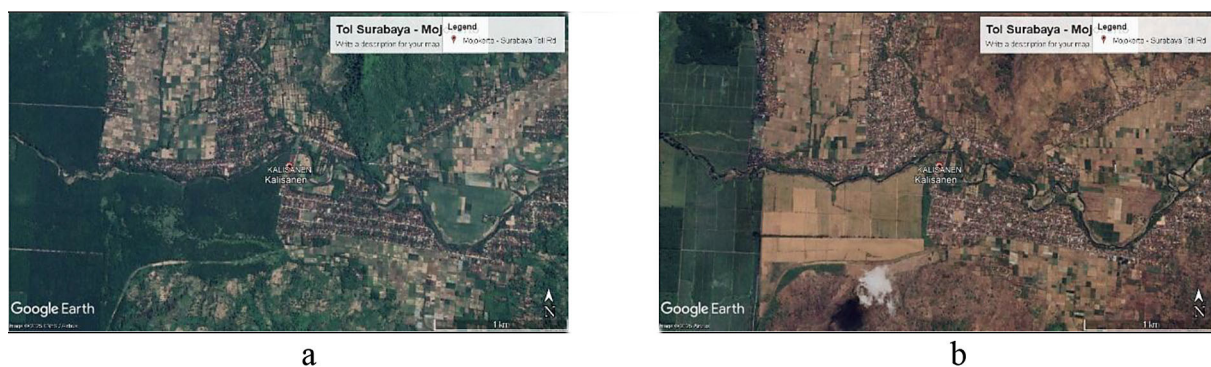 Tol Surabaya - Moj
Legend
Write a description for your map
Mojokerto - Surabaya Toll Rd
KALISANEN
Kalisanen
Google Earth
N
1 km
a
Tol Surabaya - Moj
Legend
Write a description for your map
Mojokerto - Surabaya Toll Rd
KALISANEN
Kalisanen
Google Earth
N
1 km
b